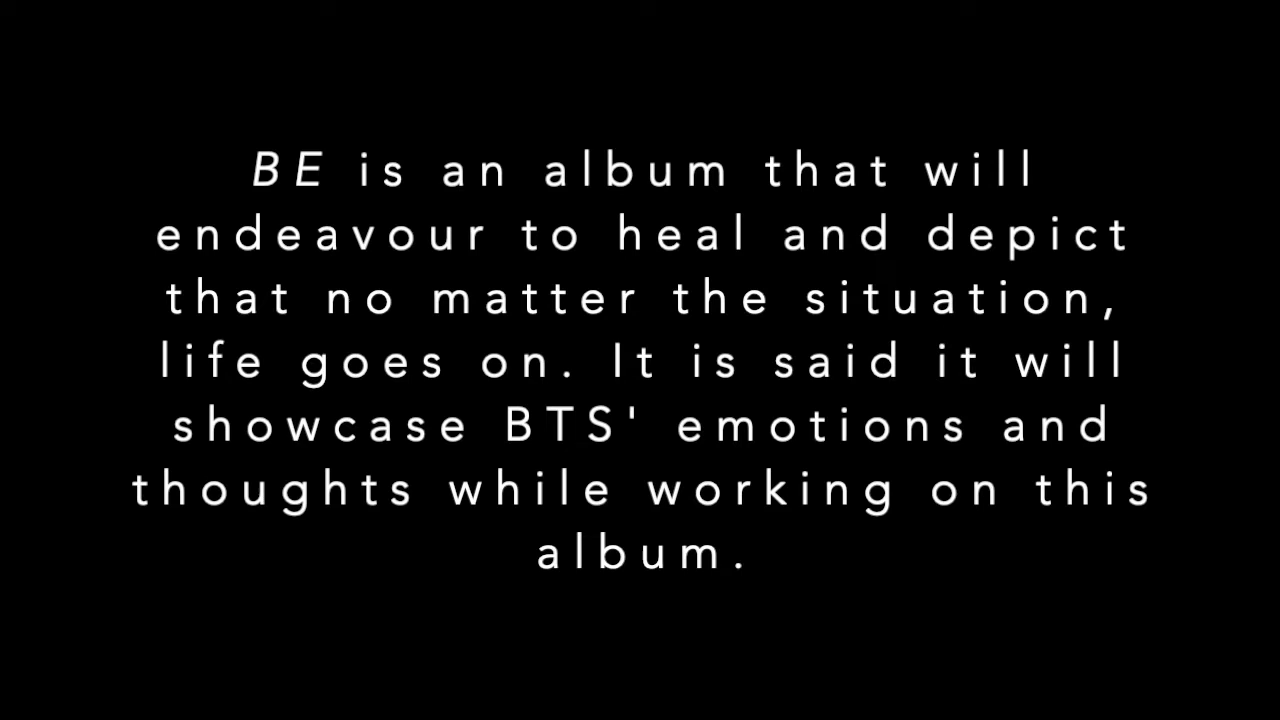 BE is an album that will
endeavour to heal and depict
that no matter the situation,
life goes on. It is said it will
showcase BTS' emotions and
thoughts while working on this
album.